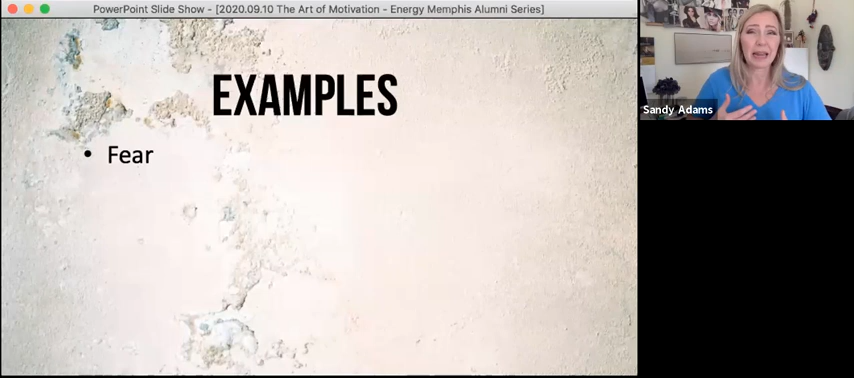 PowerPoint Slide Show - [2020.09.10 The Art of Motivation - Energy Memphis Alumni Series]
EXAMPLES
• Fear
Sandy Adams